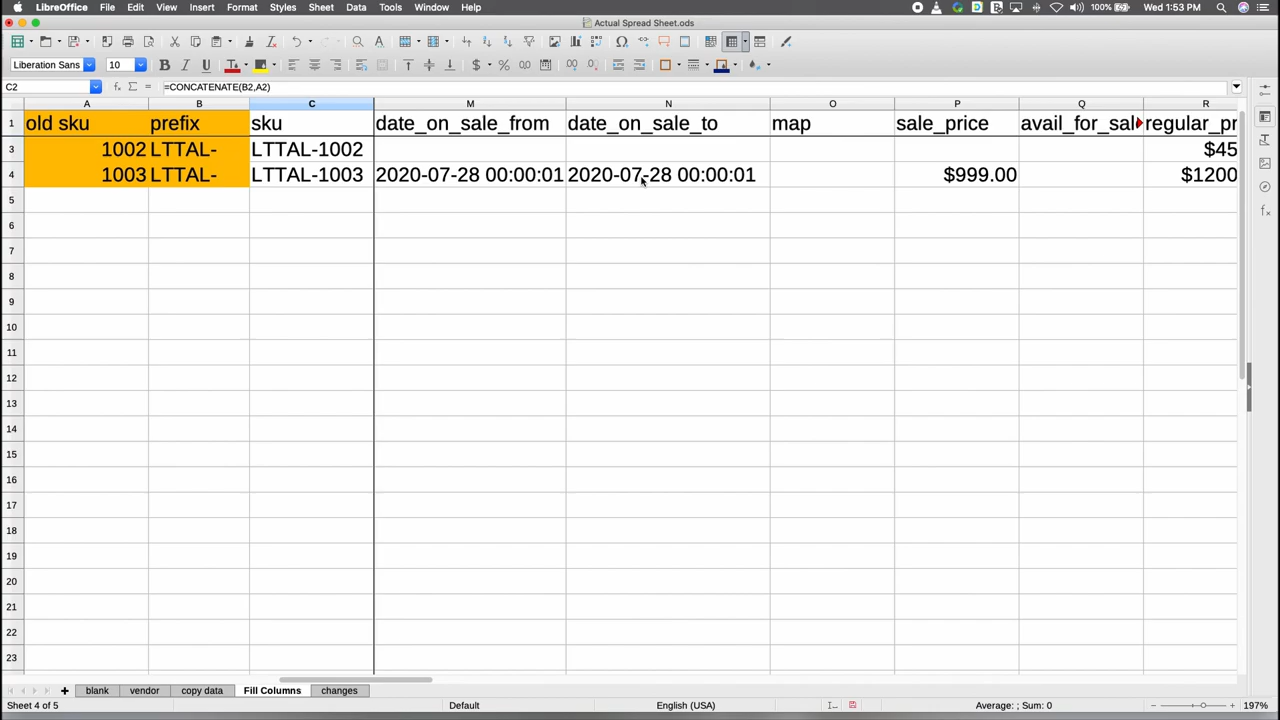 LibreOffice File Edit View Insert Format Styles Sheet Data Tools Window Help 100% Wed 1:53 PM
Actual Spread Sheet.ods
Liberation Sans 10
C2 =CONCATENATE(B2,A2)
A B C M N O P Q R
1 old sku prefix sku date_on_sale_from date_on_sale_to map sale_price avail_for_sal regular_pr
3 1002 LTTAL- LTTAL-1002 $45
4 1003 LTTAL- LTTAL-1003 2020-07-28 00:00:01 2020-07-28 00:00:01 $999.00 $1200
5
6
7
8
9
10
11
12
13
14
15
16
17
18
19
20
21
22
23
blank vendor copy data Fill Columns changes
Sheet 4 of 5 Default English (USA) Average: ; Sum: 0 197%